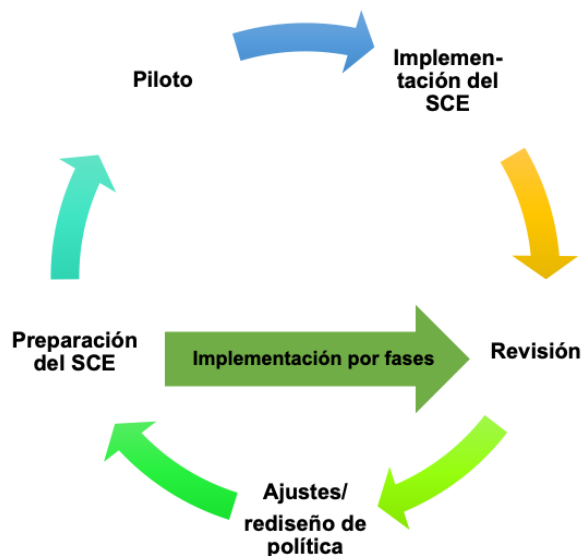 Piloto
Implemen-
tación del
SCE
Preparación
del SCE
Implementación por fases
Revisión
Ajustes/
rediseño de
política